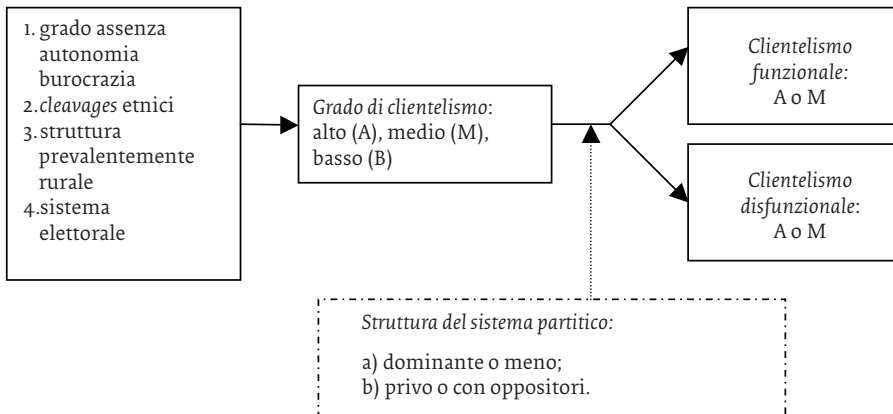 1. grado assenza
autonomia
burocrazia
2.cleavages etnici
3. struttura
prevalentemente
rurale
4.sistema
elettorale
Grado di clientelismo:
alto (A), medio (M),
basso (B)
Clientelismo
funzionale:
A o M
Clientelismo
disfunzionale:
A o M
Struttura del sistema partitico:
a) dominante o meno;
b) privo o con oppositori.